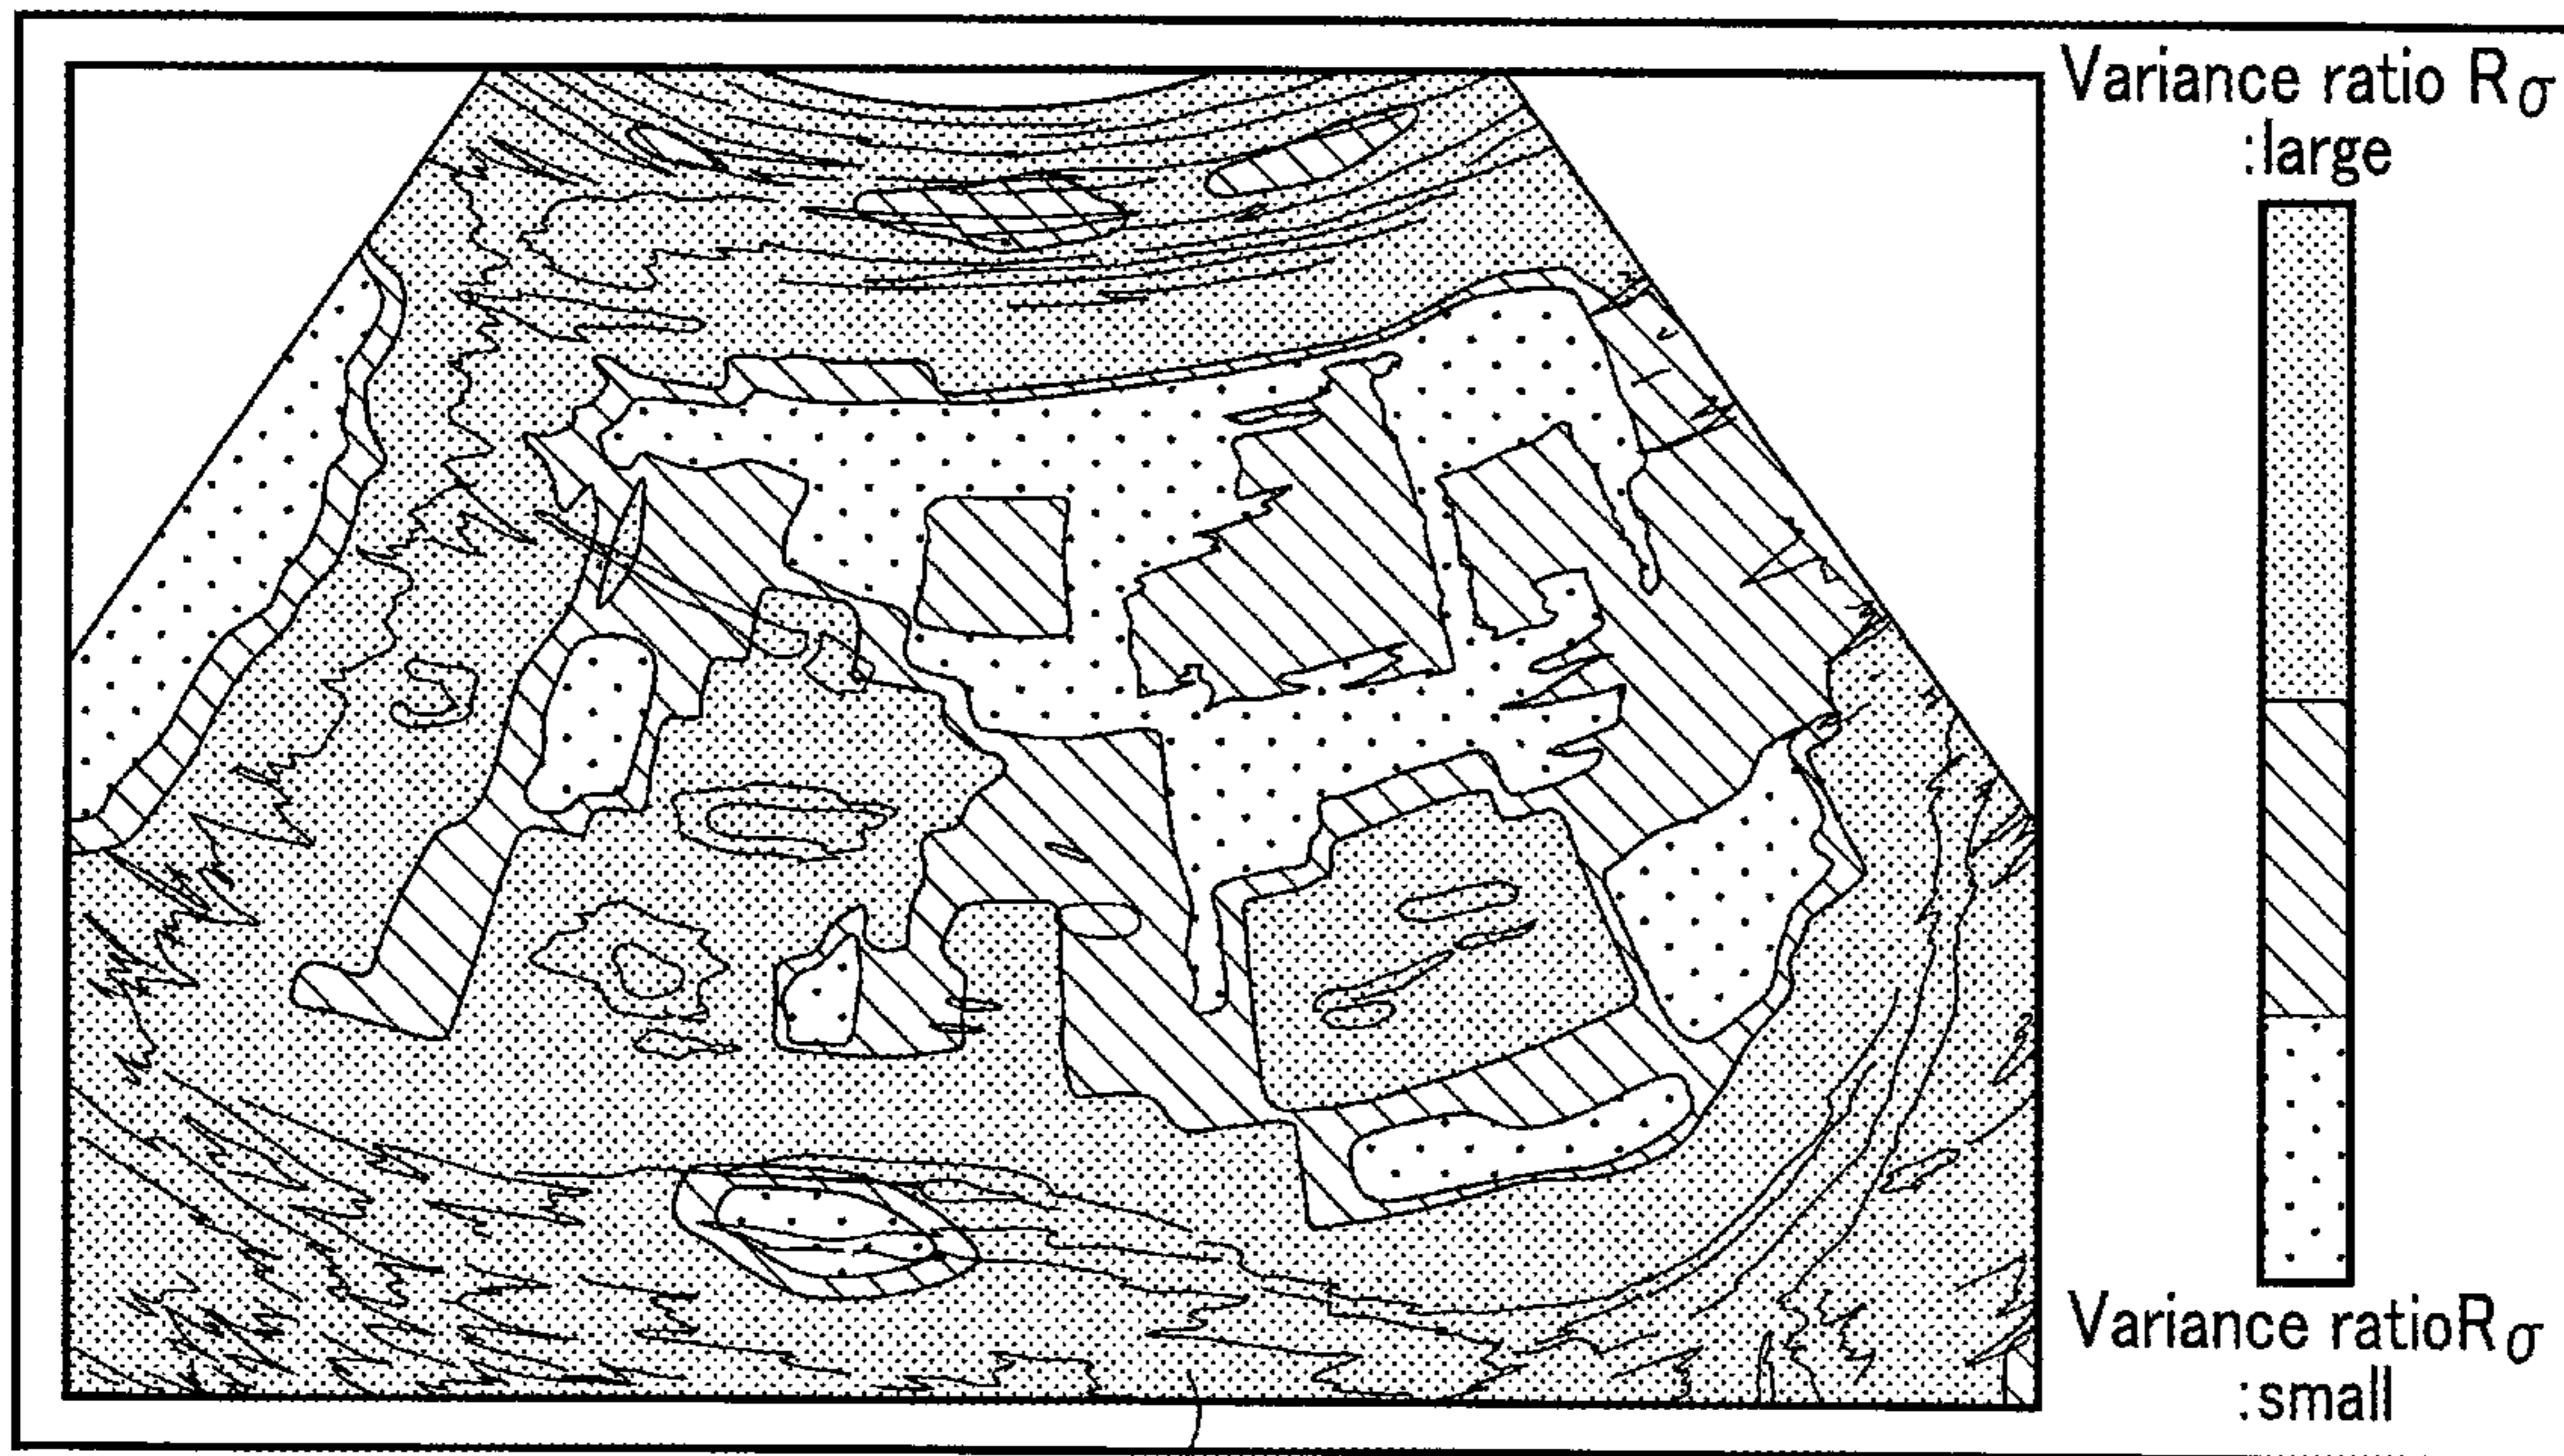 Variance ratio Rσ
:large
Variance ratioRσ
:small